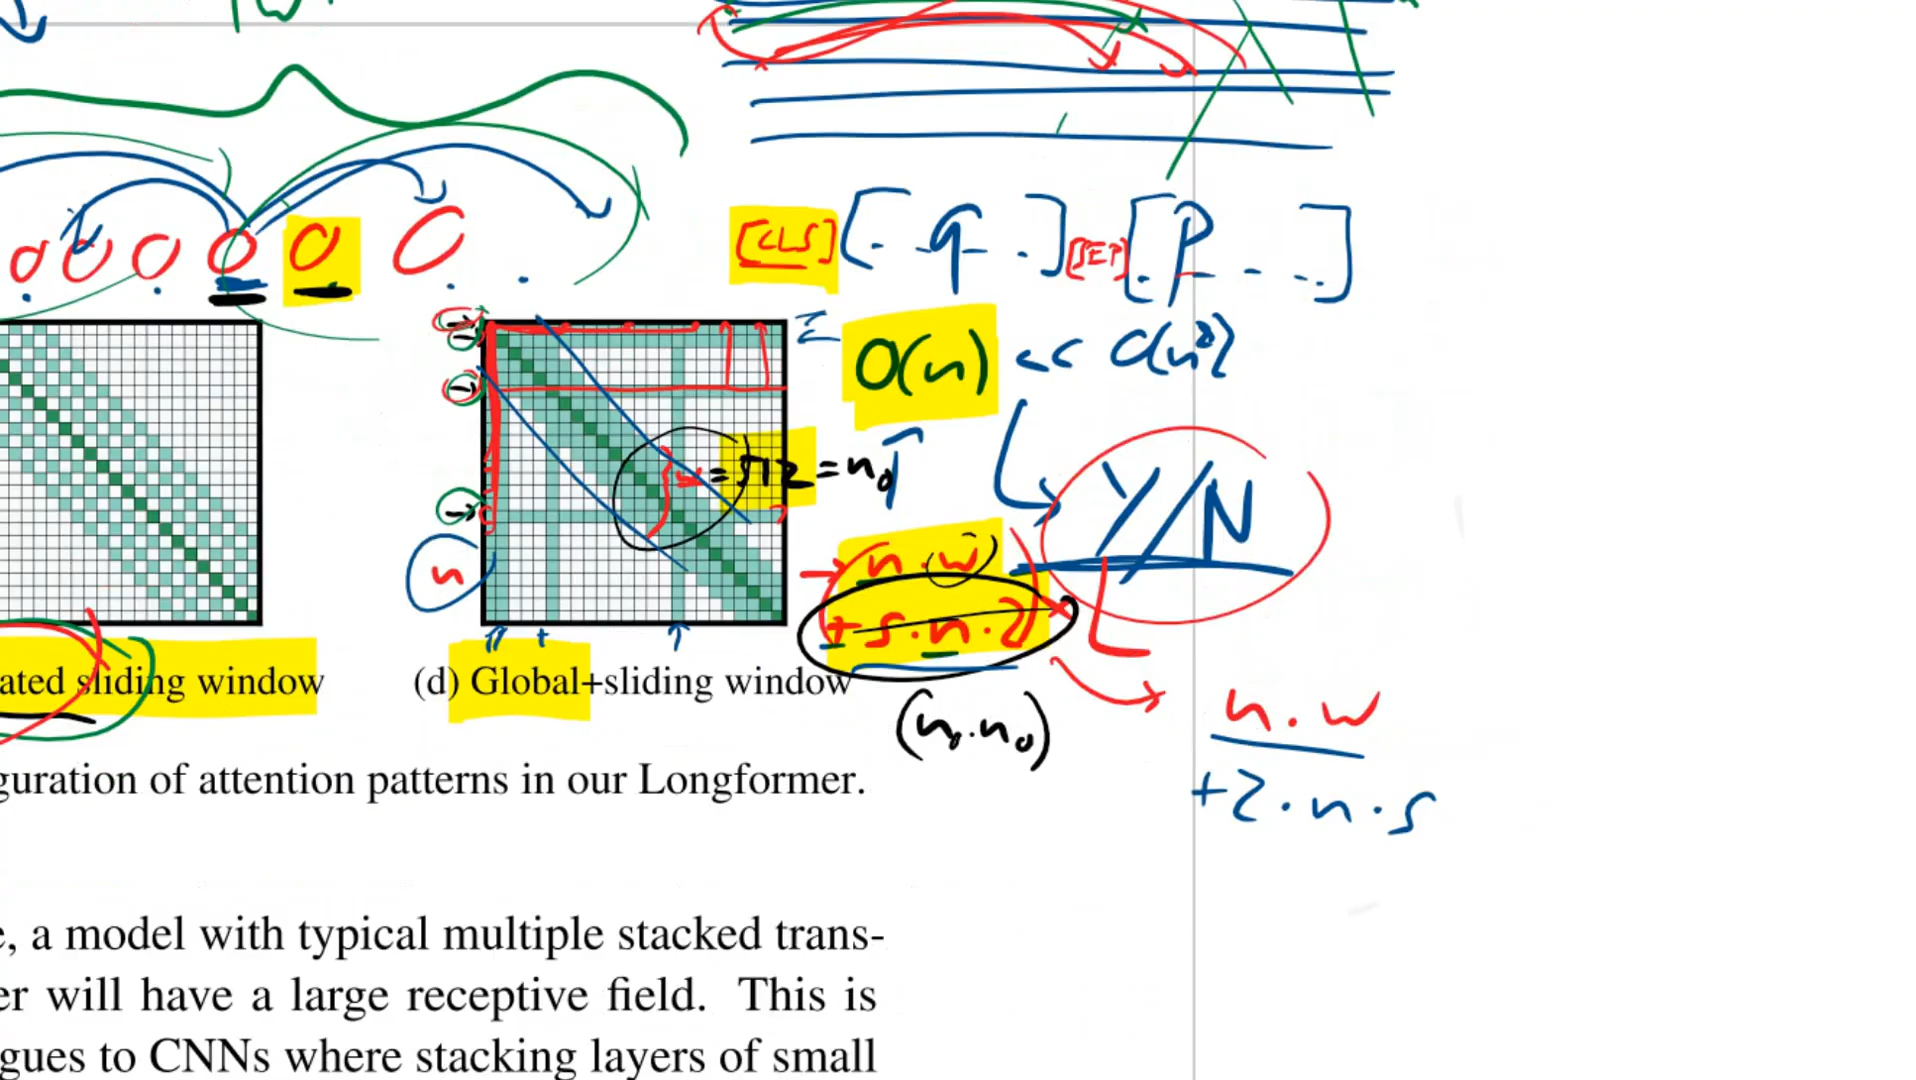 [CLS] [. - q - .] [SEP] [. P - - - ..]
O(n) << O(n²)
w = 512 = n₀
Y/N
n
n · w
+ s · n · 2
ated sliding window
(d) Global+sliding window
(n₀ · n₀)
n · w
+ 2 · n · s
guration of attention patterns in our Longformer.
e, a model with typical multiple stacked trans-
er will have a large receptive field. This is
gues to CNNs where stacking layers of small